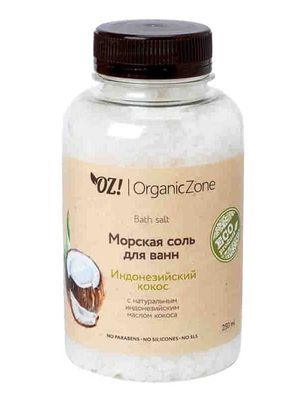 OZ! | OrganicZone
Bath salt
Морская соль
для ванн
Индонезийский
кокос
с натуральным
индонезийским
маслом кокоса
ECO
250 ml
NO PARABENS • NO SILICONES • NO SLS